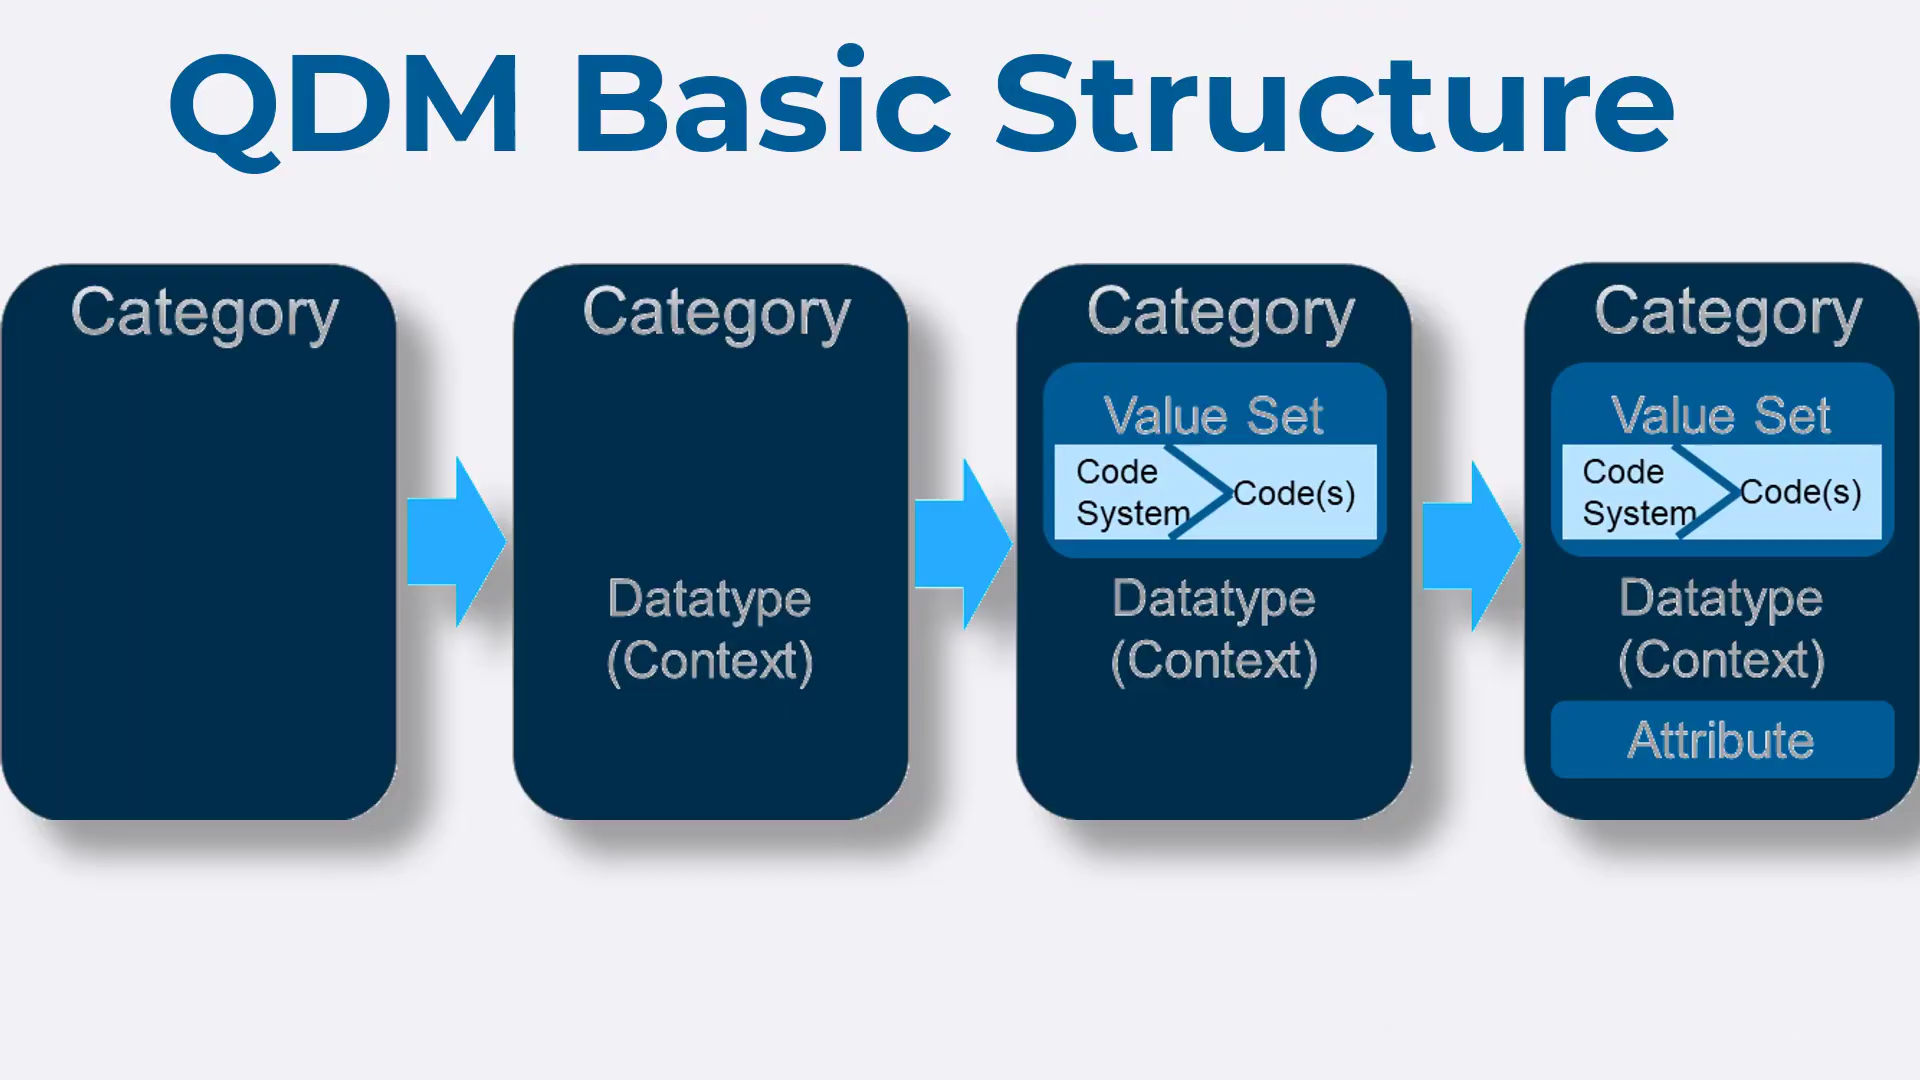 QDM Basic Structure
Category
Category
Datatype
(Context)
Category
Value Set
Code
System
Code(s)
Datatype
(Context)
Category
Value Set
Code
System
Code(s)
Datatype
(Context)
Attribute